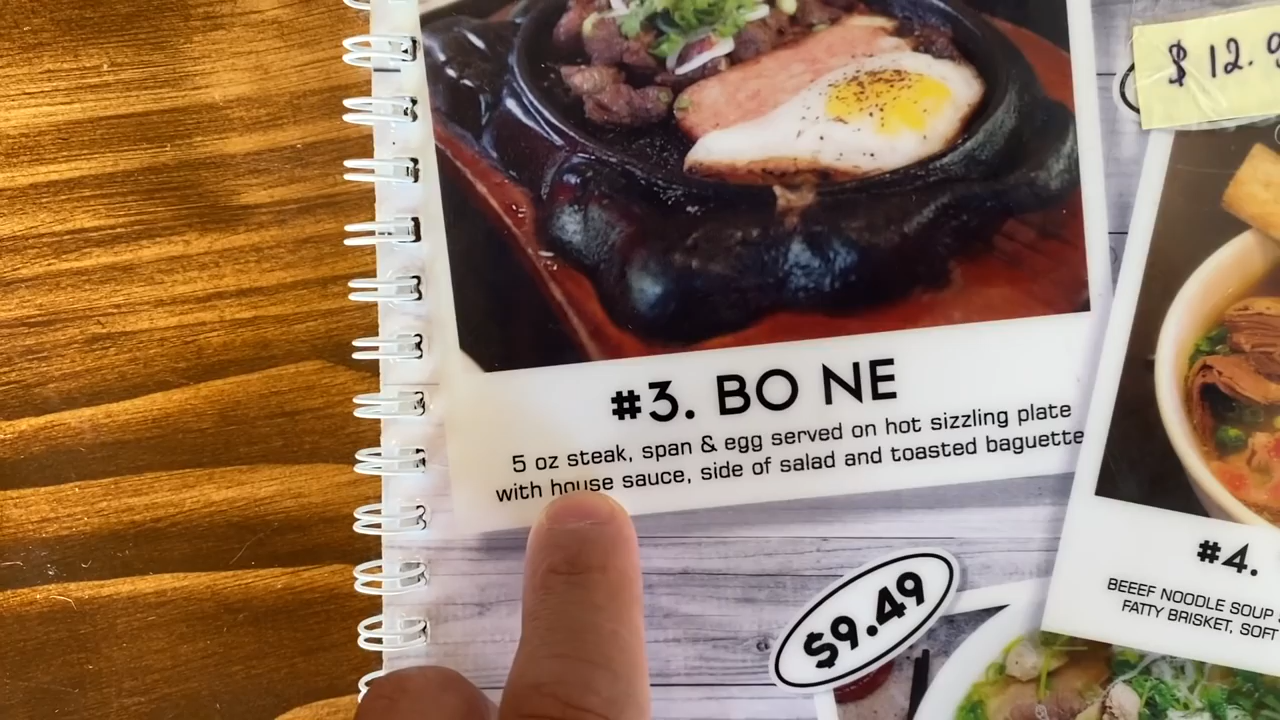 $ 12.9
#3. BO NE
5 oz steak, span & egg served on hot sizzling plate
with house sauce, side of salad and toasted baguette
$9.49
#4.
BEEEF NOODLE SOUP
FATTY BRISKET, SOFT